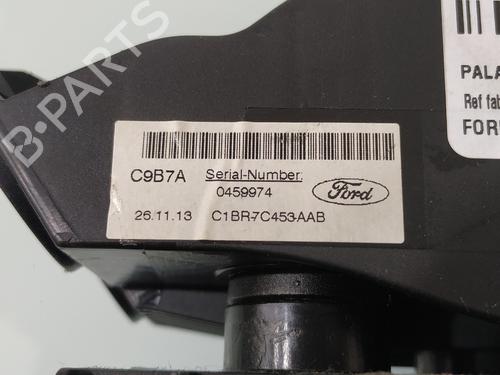 B-PARTS
PALA
Ref fab
FOR
C9B7A Serial-Number:
0459974
Ford
26.11.13 C1BR-7C453-AAB